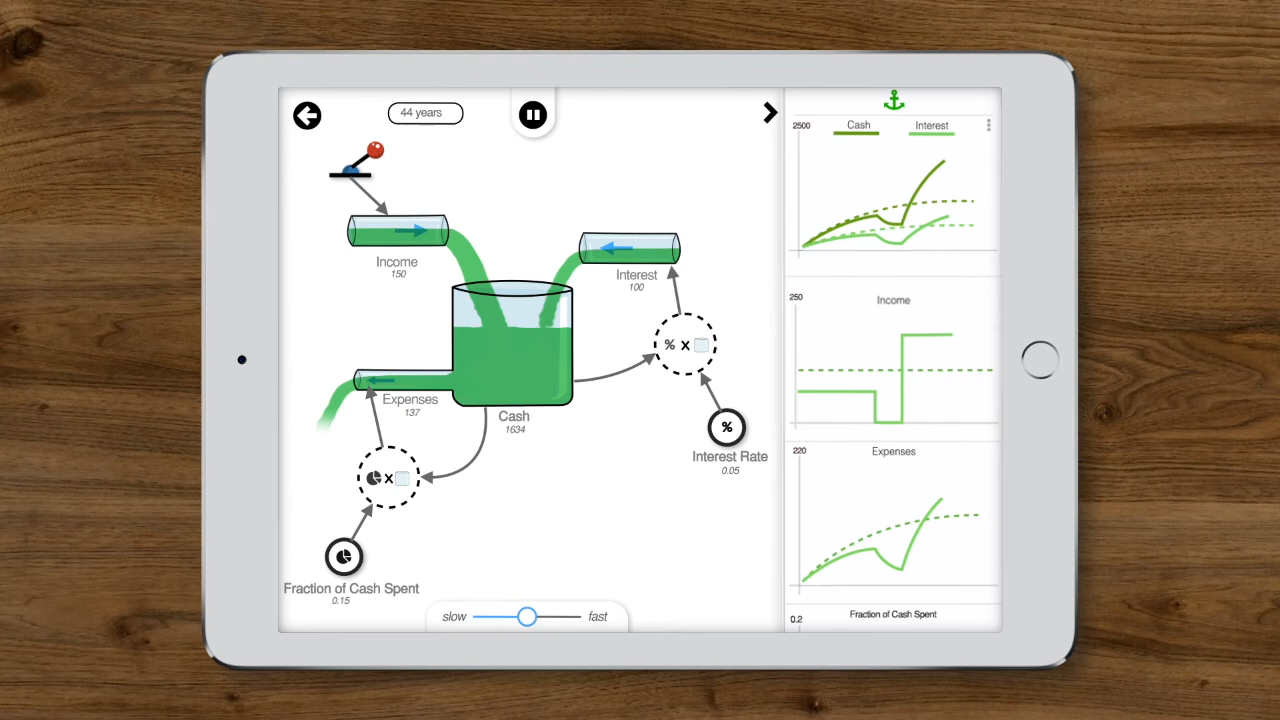 44 years
Income
150
Interest
100
% x
Expenses
137
Cash
1634
%
Interest Rate
0.05
x
Fraction of Cash Spent
0.15
slow
fast
2500
Cash
Interest
250
Income
220
Expenses
0.2
Fraction of Cash Spent